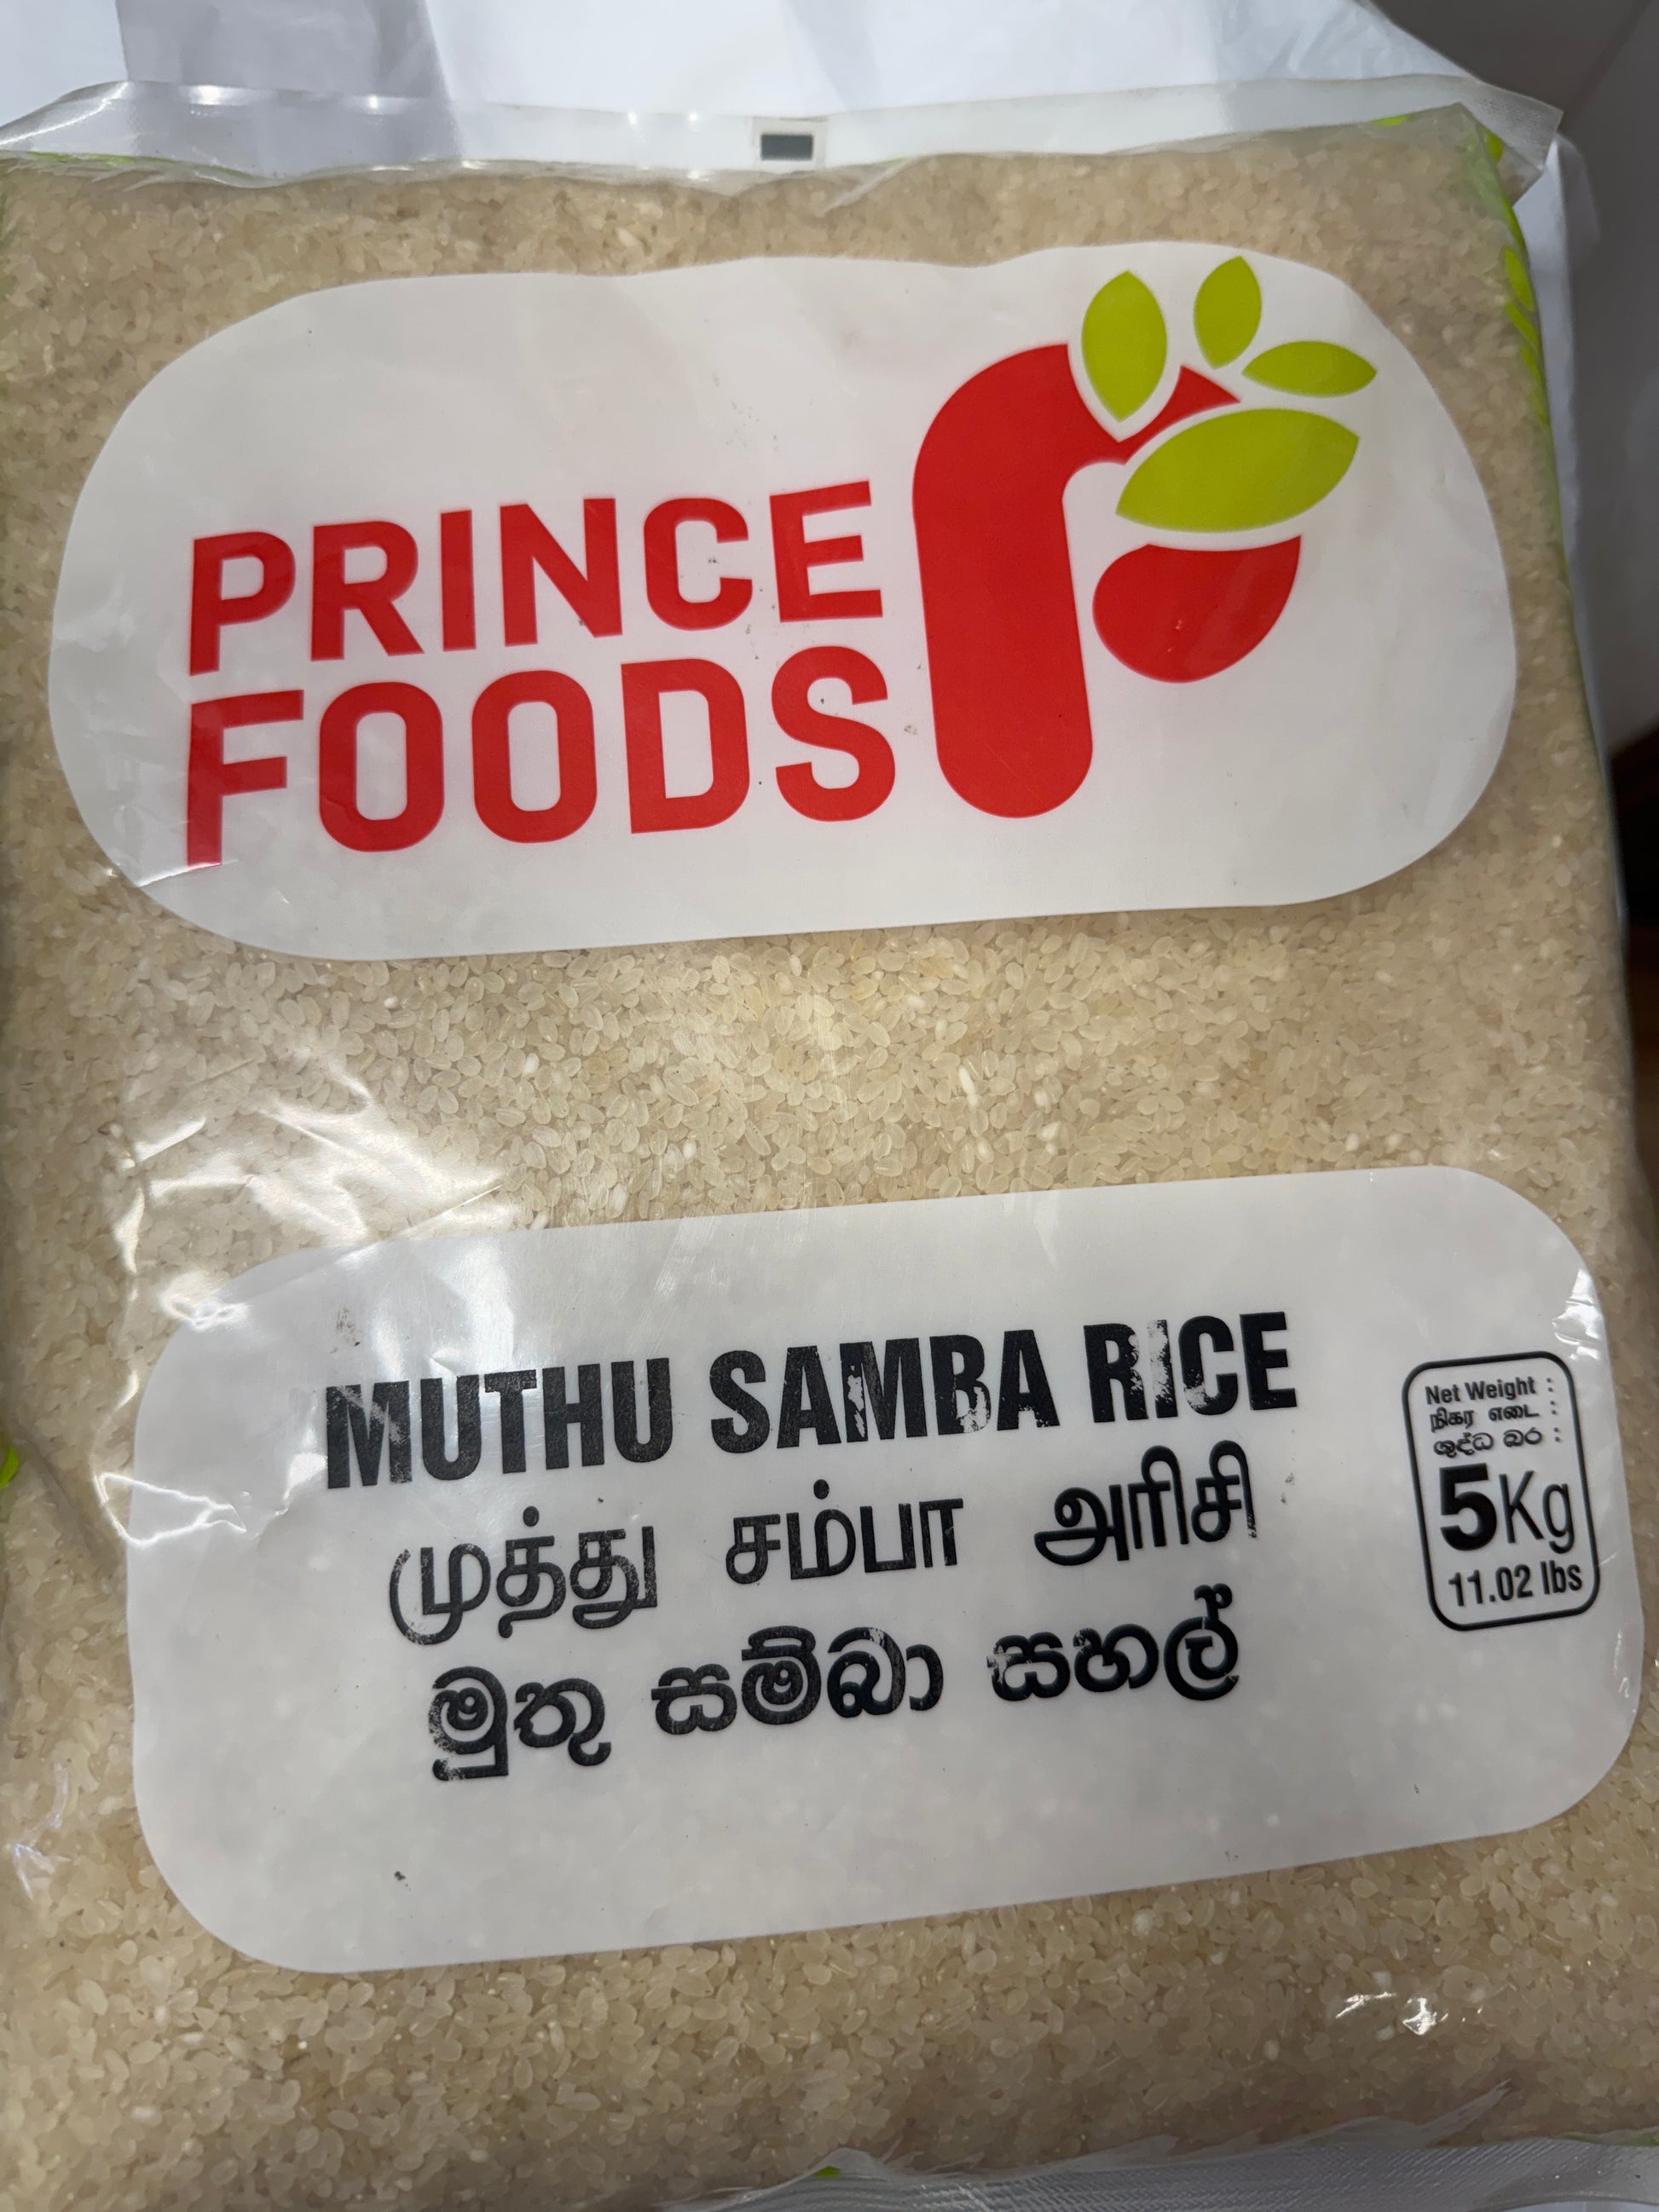 PRINCE
FOODS
MUTHU SAMBA RICE
முத்து சம்பா அரிசி
මුතු සම්බා සහල්
Net Weight :
நிகர எடை :
ශුද්ධ බර :
5Kg
11.02 lbs